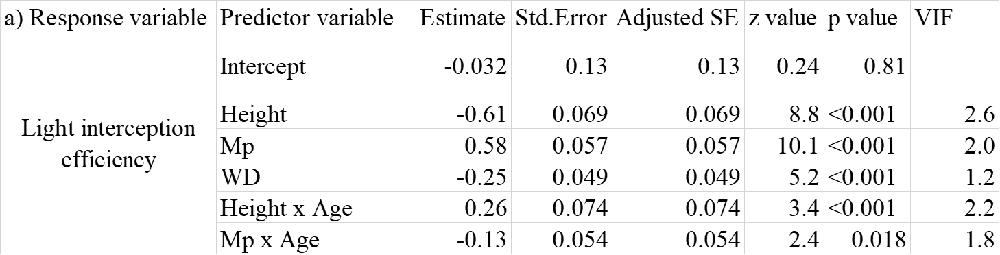 a) Response variable Predictor variable Estimate Std.Error Adjusted SE z value p value VIF
Intercept -0.032 0.13 0.13 0.24 0.81
Light interception efficiency
Height -0.61 0.069 0.069 8.8 <0.001 2.6
Mp 0.58 0.057 0.057 10.1 <0.001 2.0
WD -0.25 0.049 0.049 5.2 <0.001 1.2
Height x Age 0.26 0.074 0.074 3.4 <0.001 2.2
Mp x Age -0.13 0.054 0.054 2.4 0.018 1.8